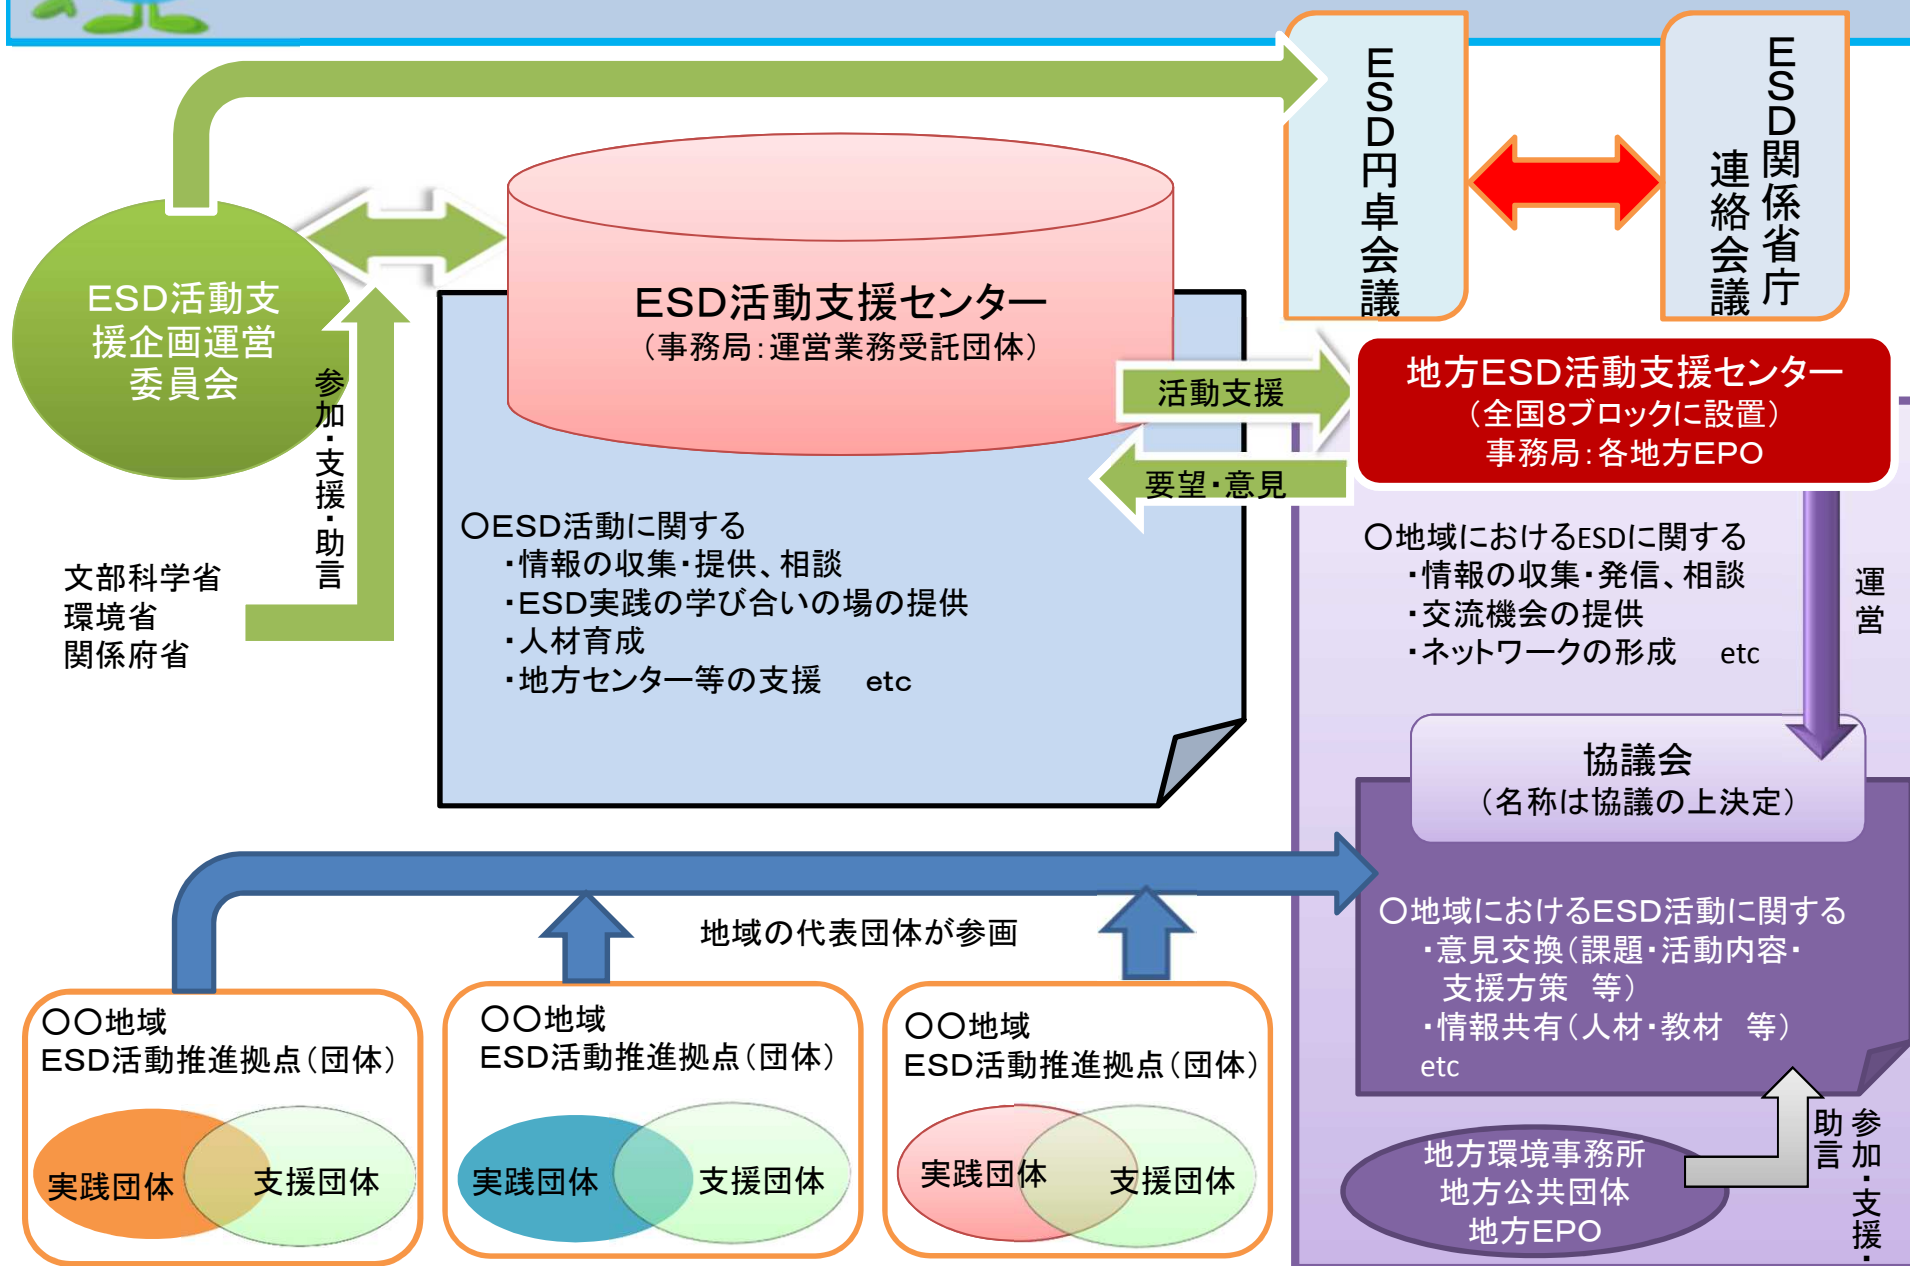 ESD円卓会議
ESD関係省庁
連絡会議
ESD活動支
援企画運営
委員会
ESD活動支援センター
（事務局：運営業務受託団体）
参加・支援・助言
文部科学省
環境省
関係府省
活動支援
要望・意見
地方ESD活動支援センター
（全国8ブロックに設置）
事務局：各地方EPO
〇ESD活動に関する
・情報の収集・提供、相談
・ESD実践の学び合いの場の提供
・人材育成
・地方センター等の支援　etc
〇地域におけるESDに関する
・情報の収集・発信、相談
・交流機会の提供
・ネットワークの形成　etc
運営
協議会
（名称は協議の上決定）
〇地域におけるESD活動に関する
・意見交換（課題・活動内容・
支援方策　等）
・情報共有（人材・教材　等）
etc
地域の代表団体が参画
〇〇地域
ESD活動推進拠点（団体）
実践団体
支援団体
〇〇地域
ESD活動推進拠点（団体）
実践団体
支援団体
〇〇地域
ESD活動推進拠点（団体）
実践団体
支援団体
地方環境事務所
地方公共団体
地方EPO
参加・支援・
助言